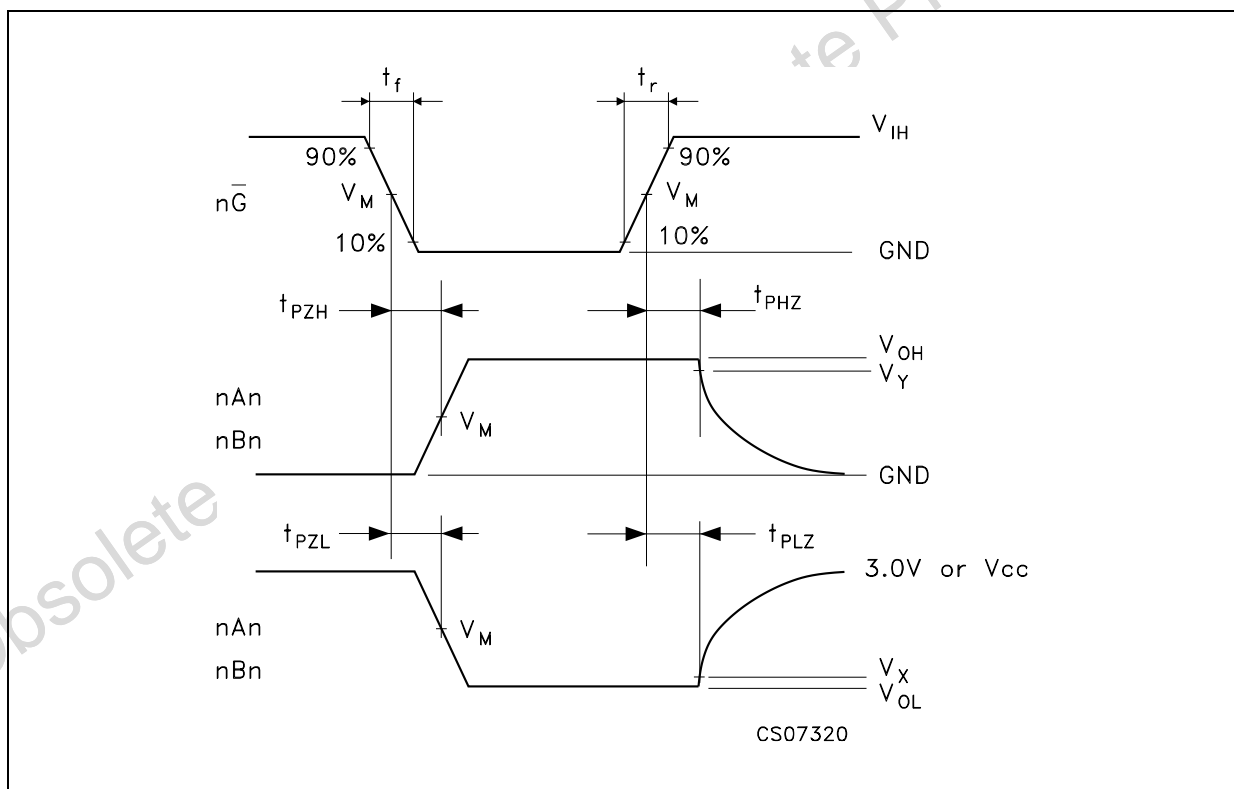 te P
t_f
t_r
V_IH
90%
90%
nG̅
V_M
V_M
10%
10%
GND
t_PZH
t_PHZ
V_OH
V_Y
nAn
V_M
nBn
GND
t_PZL
t_PLZ
3.0V or Vcc
nAn
V_M
nBn
V_X
V_OL
CS07320
obsolete